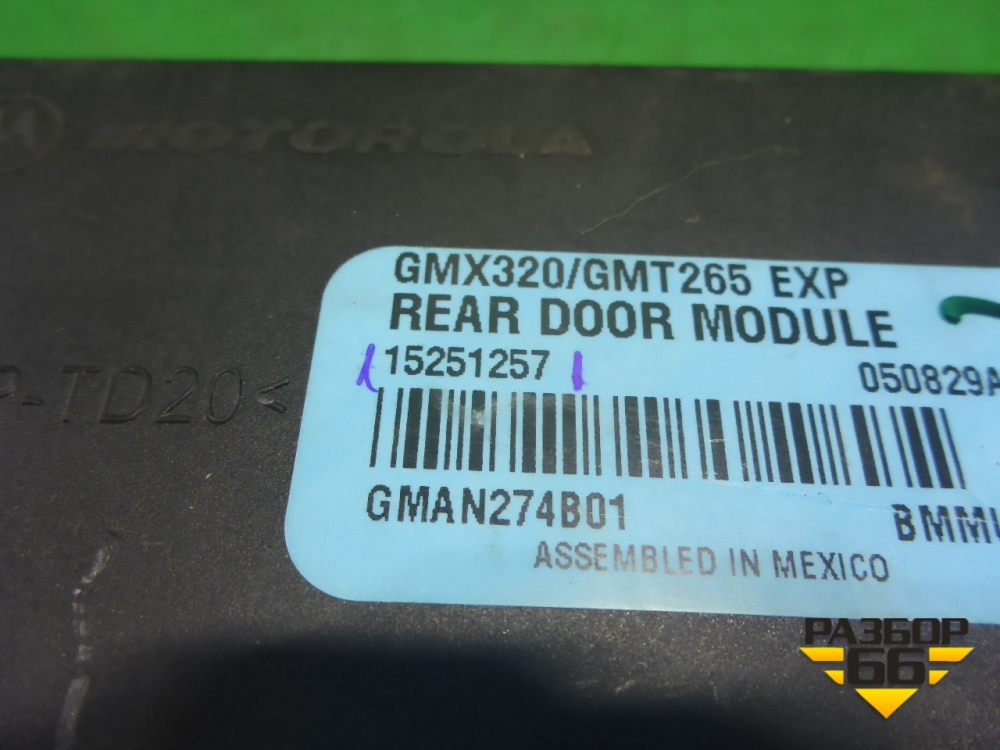 MOTOROLA
GMX320/GMT265 EXP
REAR DOOR MODULE
15251257
050829A
P-TD20<
GMAN274B01
BMM
ASSEMBLED IN MEXICO
РАЗБОР
66